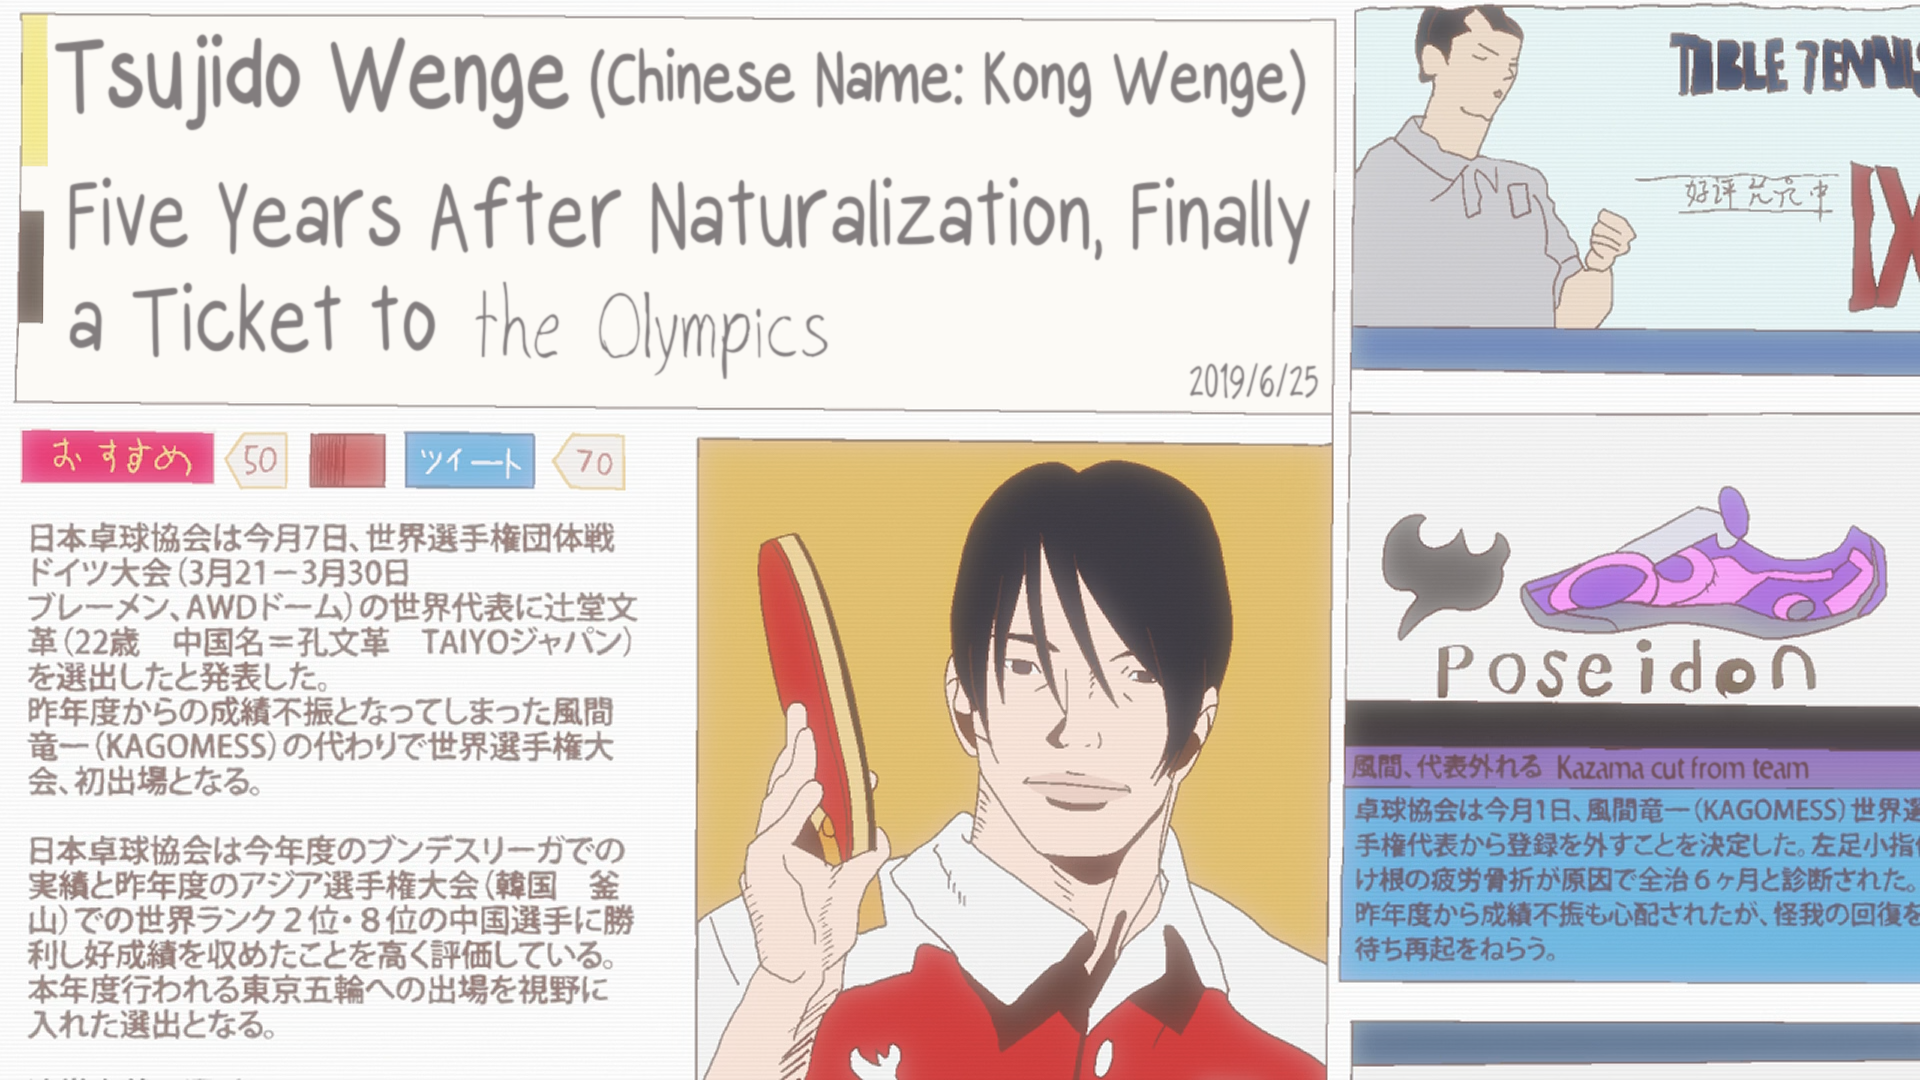 Tsujido Wenge (Chinese Name: Kong Wenge)
Five Years After Naturalization, Finally
a Ticket to the Olympics
2019/6/25
おすすめ
50
ツイート
70
日本卓球協会は今月7日、世界選手権団体戦
ドイツ大会(3月21－3月30日
ブレーメン、AWDドーム)の世界代表に辻堂文
革(22歳　中国名＝孔文革　TAIYOジャパン)
を選出したと発表した。
昨年度からの成績不振となってしまった風間
竜一(KAGOMESS)の代わりで世界選手権大
会、初出場となる。
日本卓球協会は今年度のブンデスリーガでの
実績と昨年度のアジア選手権大会(韓国　釜
山)での世界ランク２位・８位の中国選手に勝
利し好成績を収めたことを高く評価している。
本年度行われる東京五輪への出場を視野に
入れた選出となる。
TABLE TENNIS
好评
中
Poseidon
風間、代表外れる Kazama cut from team
卓球協会は今月1日、風間竜一(KAGOMESS)世界選
手権代表から登録を外すことを決定した。左足小指
け根の疲労骨折が原因で全治６ヶ月と診断された。
昨年度から成績不振も心配されたが、怪我の回復を
待ち再起をねらう。